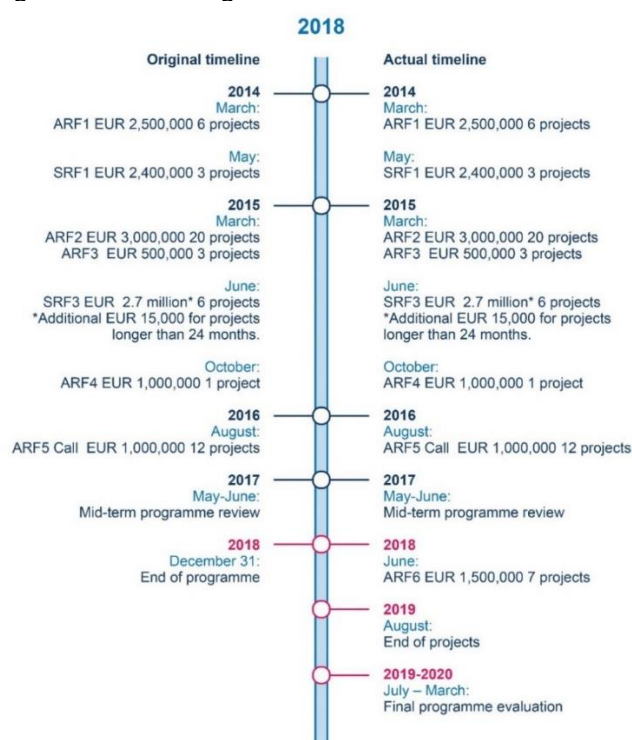 2018
Original timeline
2014
March:
ARF1 EUR 2,500,000 6 projects
May:
SRF1 EUR 2,400,000 3 projects
2015
March:
ARF2 EUR 3,000,000 20 projects
ARF3 EUR 500,000 3 projects
June:
SRF3 EUR 2.7 million* 6 projects
*Additional EUR 15,000 for projects
longer than 24 months.
October:
ARF4 EUR 1,000,000 1 project
2016
August:
ARF5 Call EUR 1,000,000 12 projects
2017
May-June:
Mid-term programme review
2018
December 31:
End of programme
Actual timeline
2014
March:
ARF1 EUR 2,500,000 6 projects
May:
SRF1 EUR 2,400,000 3 projects
2015
March:
ARF2 EUR 3,000,000 20 projects
ARF3 EUR 500,000 3 projects
June:
SRF3 EUR 2.7 million* 6 projects
*Additional EUR 15,000 for projects
longer than 24 months.
October:
ARF4 EUR 1,000,000 1 project
2016
August:
ARF5 Call EUR 1,000,000 12 projects
2017
May-June:
Mid-term programme review
2018
June:
ARF6 EUR 1,500,000 7 projects
2019
August:
End of projects
2019-2020
July – March:
Final programme evaluation